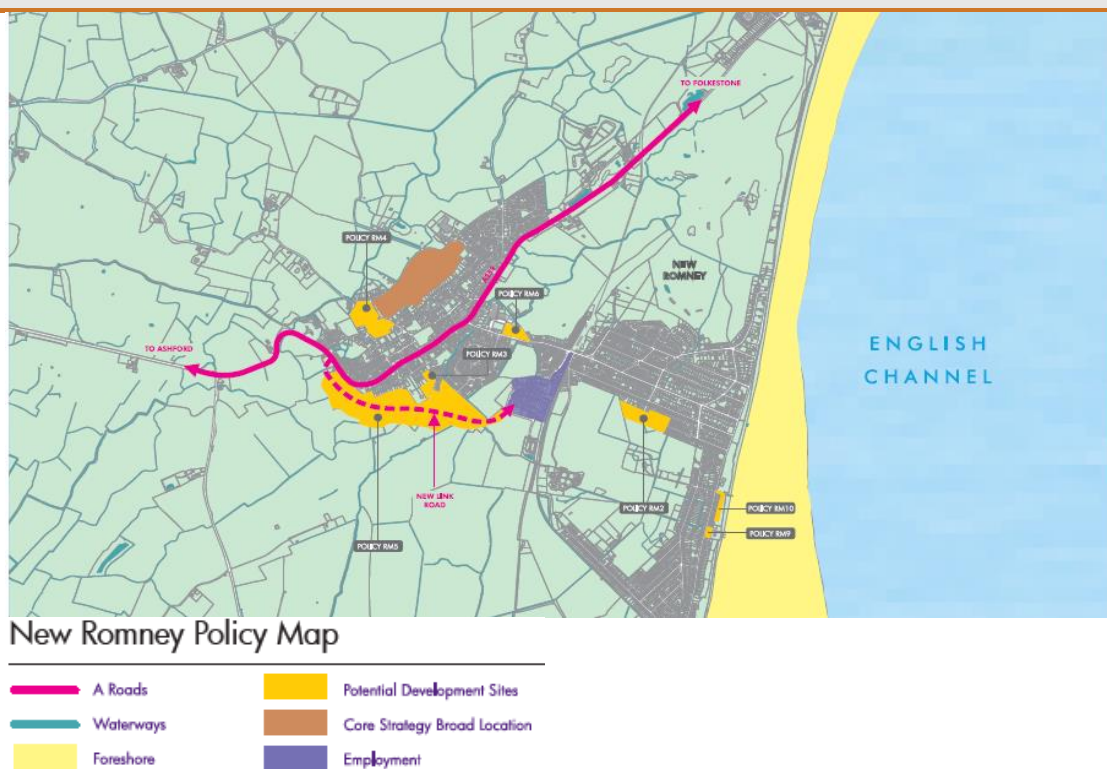 TO FOLKESTONE
POLICY RM4
NEW
ROMNEY
POLICY RM6
TO ASHFORD
ENGLISH
CHANNEL
POLICY RM3
NEW LINK
ROAD
POLICY RM2
POLICY RM10
POLICY RM9
POLICY RM5
New Romney Policy Map
A Roads
Potential Development Sites
Waterways
Core Strategy Broad Location
Foreshore
Employment